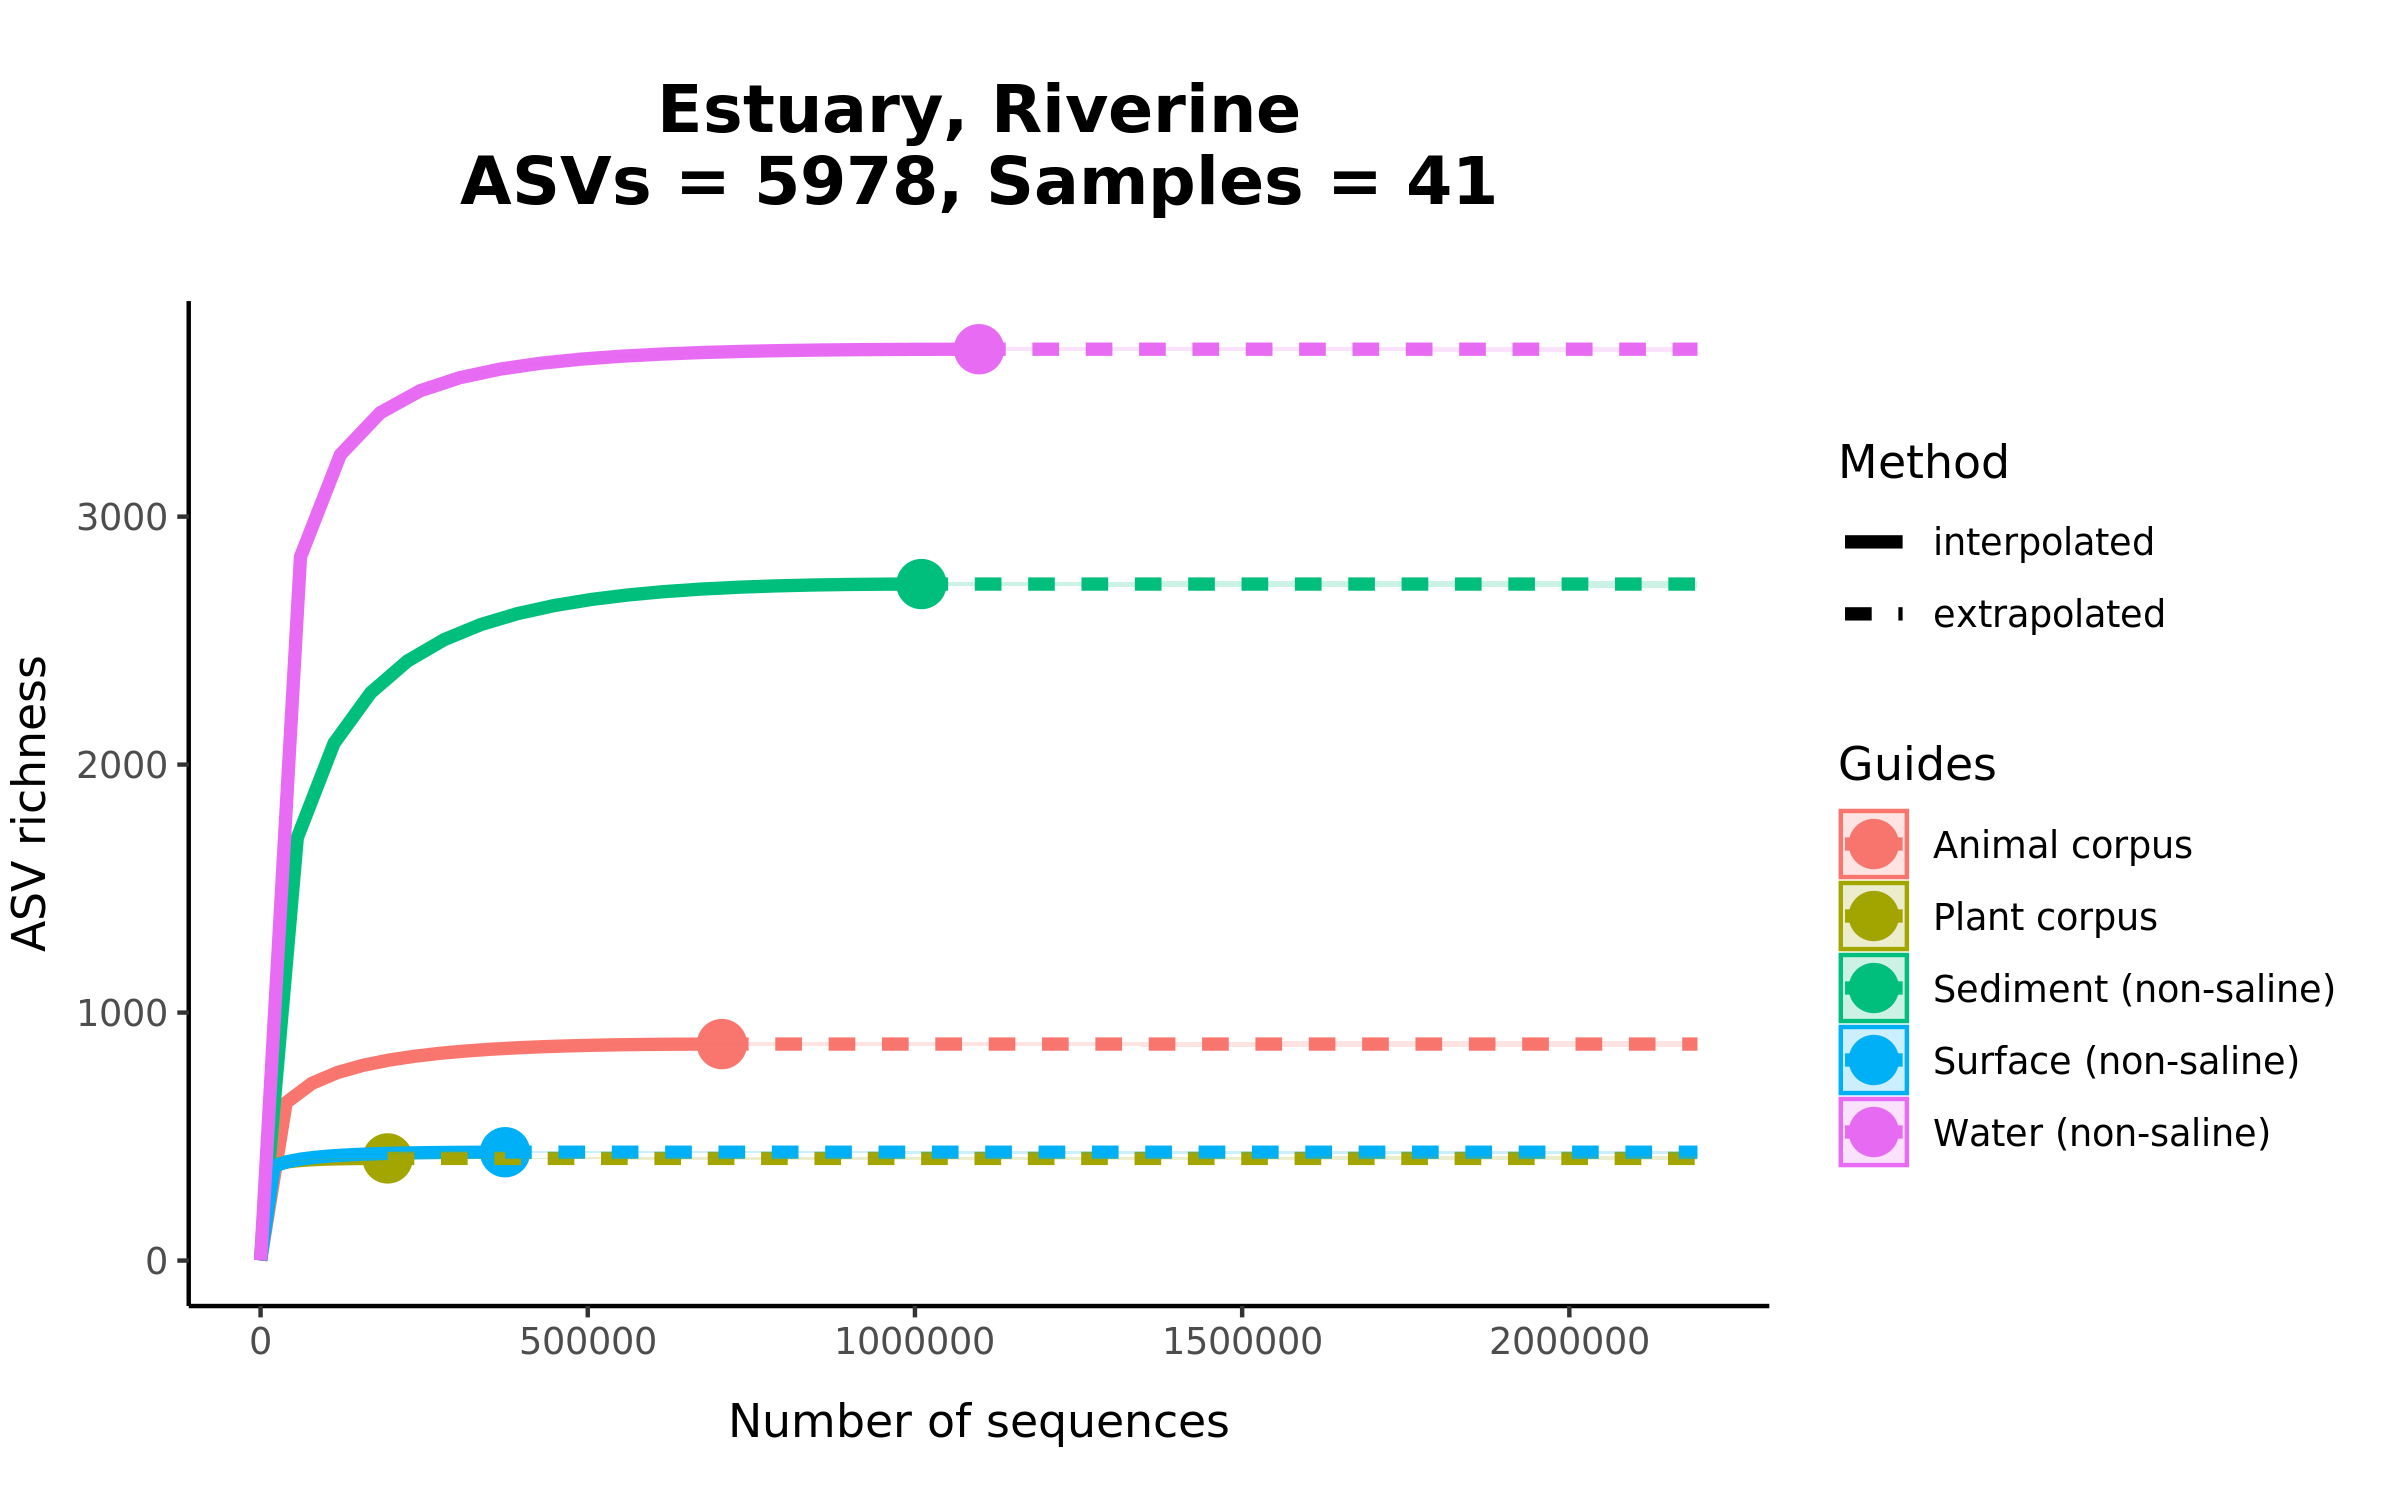 Estuary, Riverine
ASVs = 5978, Samples = 41
ASV richness
3000
2000
1000
0
0 500000 1000000 1500000 2000000
Number of sequences
Method
interpolated
extrapolated
Guides
Animal corpus
Plant corpus
Sediment (non-saline)
Surface (non-saline)
Water (non-saline)